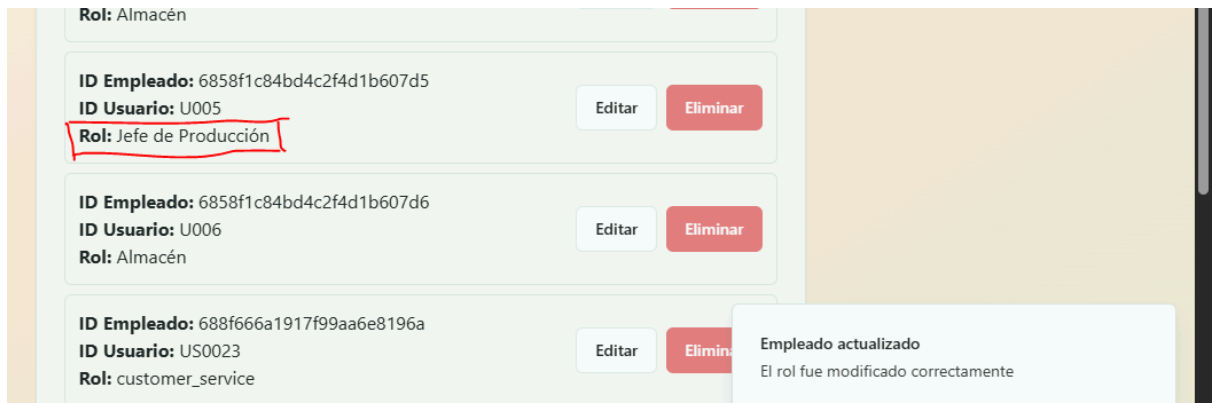 Rol: Almacén
ID Empleado: 6858f1c84bd4c2f4d1b607d5
ID Usuario: U005
Rol: Jefe de Producción
Editar
Eliminar
ID Empleado: 6858f1c84bd4c2f4d1b607d6
ID Usuario: U006
Rol: Almacén
Editar
Eliminar
ID Empleado: 688f666a1917f99aa6e8196a
ID Usuario: US0023
Rol: customer_service
Editar
Elimin
Empleado actualizado
El rol fue modificado correctamente